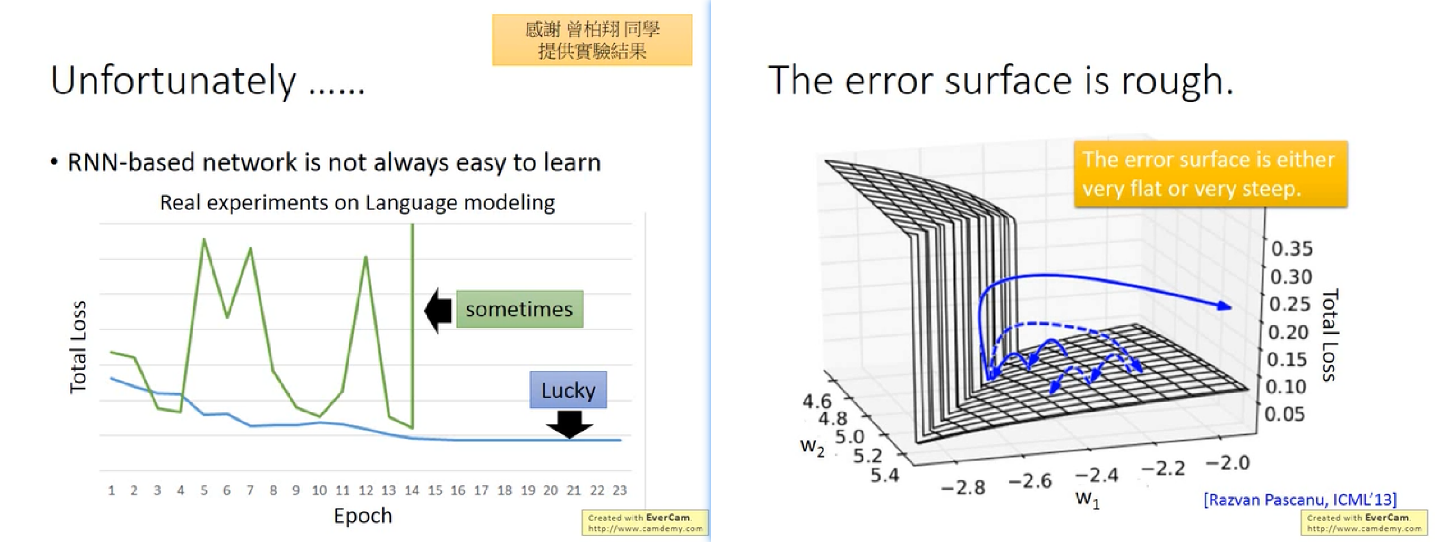 感謝 曾柏翔 同學
提供實驗結果
Unfortunately ……
• RNN-based network is not always easy to learn
Real experiments on Language modeling
Total Loss
sometimes
Lucky
1 2 3 4 5 6 7 8 9 10 11 12 13 14 15 16 17 18 19 20 21 22 23
Epoch
Created with EverCam.
http://www.camdemy.com
The error surface is rough.
The error surface is either
very flat or very steep.
0.35
0.30
0.25
0.20
0.15
0.10
0.05
Total Loss
4.6
4.8
5.0
5.2
5.4
w2
−2.8 −2.6 −2.4 −2.2 −2.0
w1
[Razvan Pascanu, ICML’13]
Created with EverCam.
http://www.camdemy.com